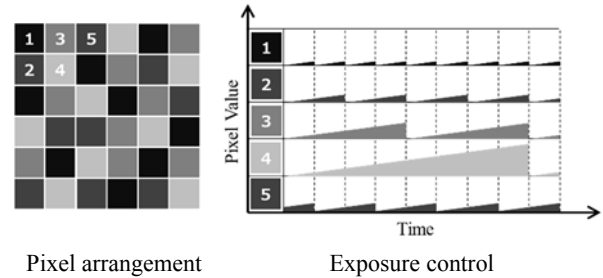 1 3 5
2 4
Pixel Value
1
2
3
4
5
Time
Pixel arrangement
Exposure control